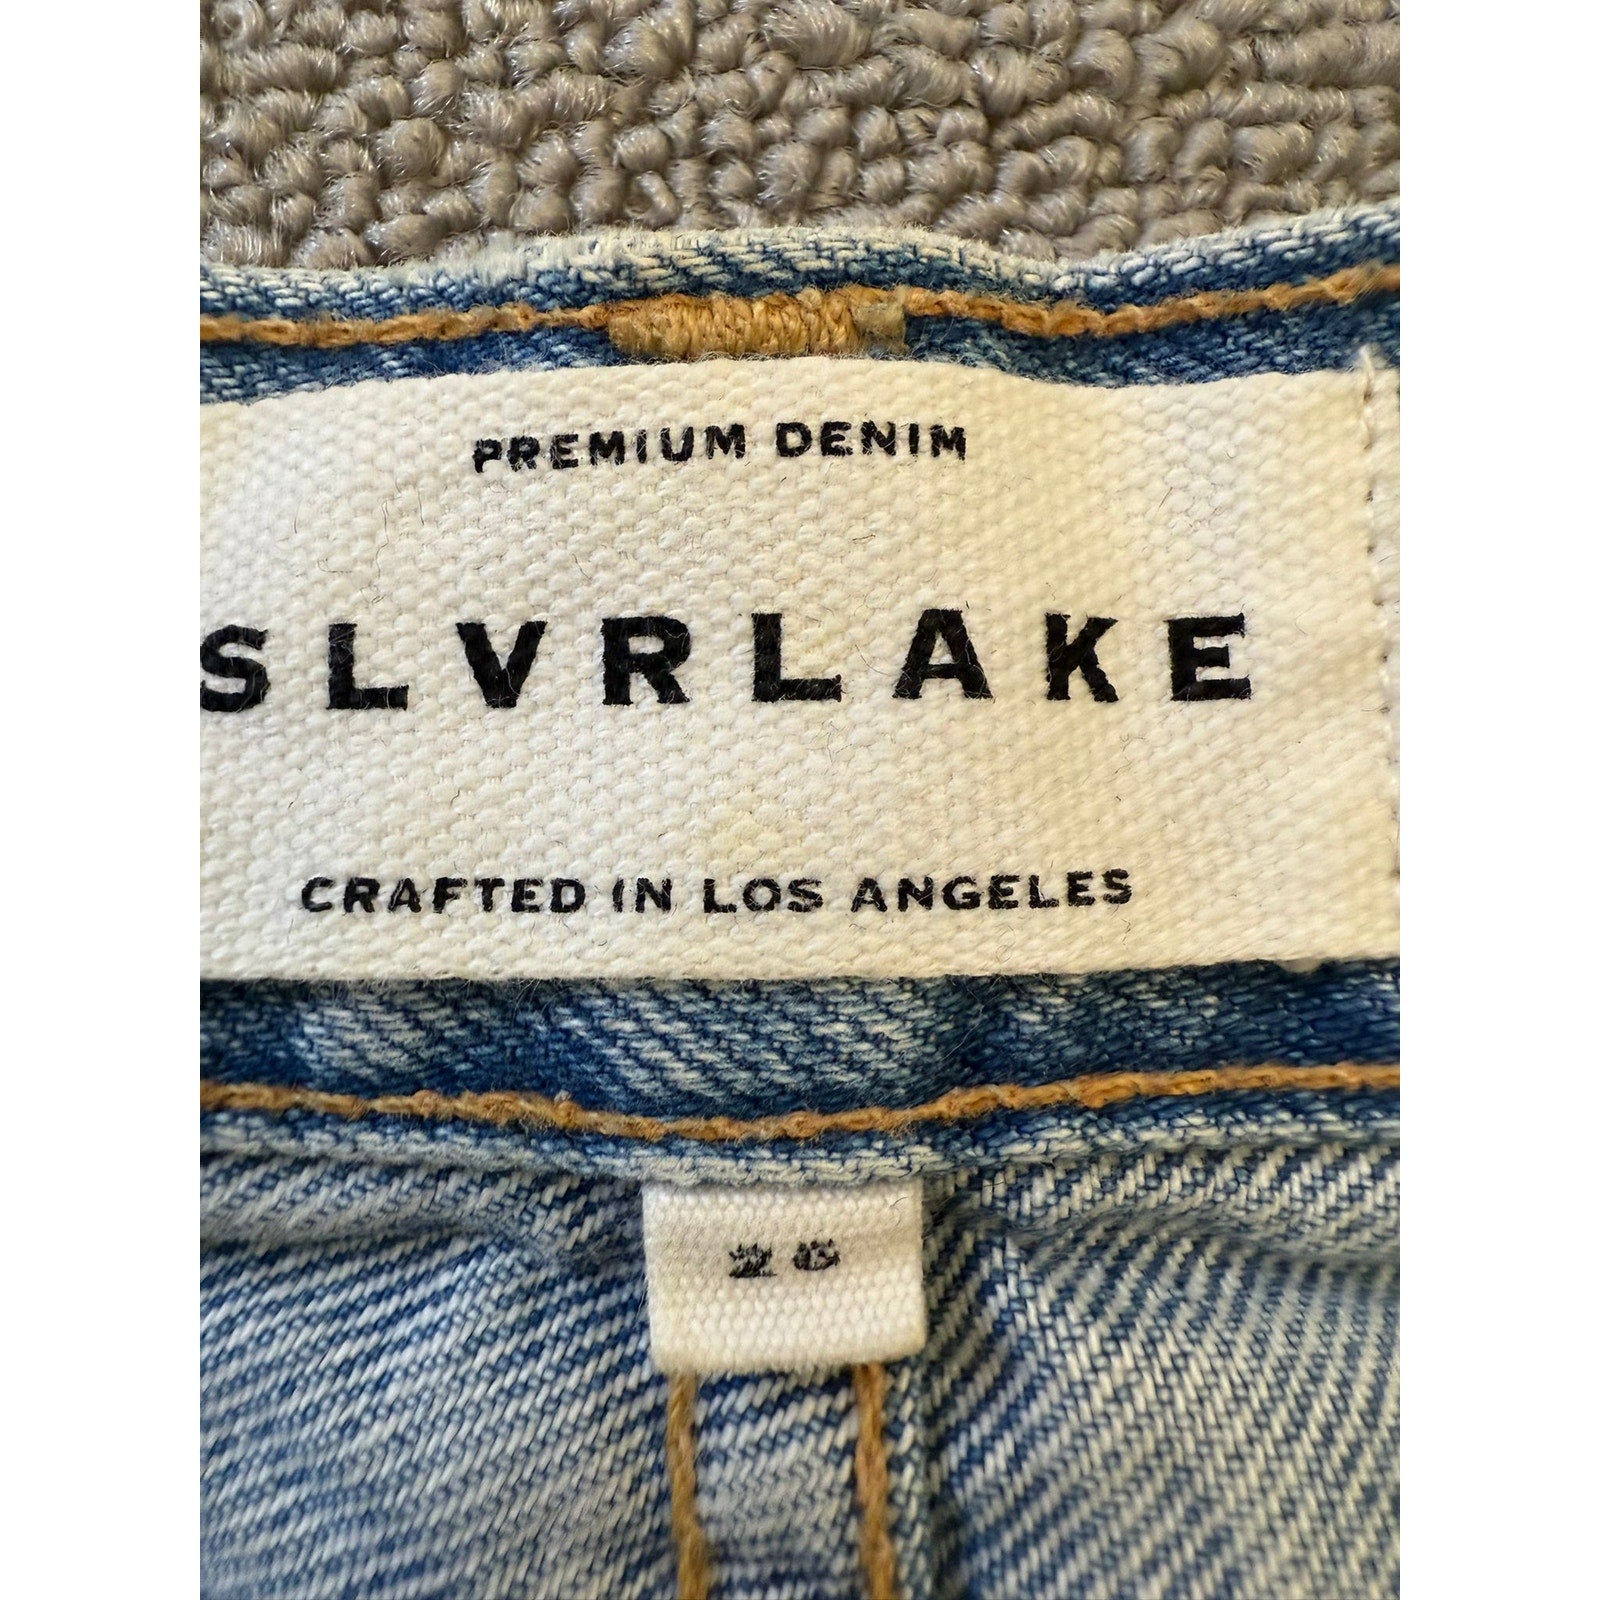 PREMIUM DENIM
SLVRLAKE
CRAFTED IN LOS ANGELES
26